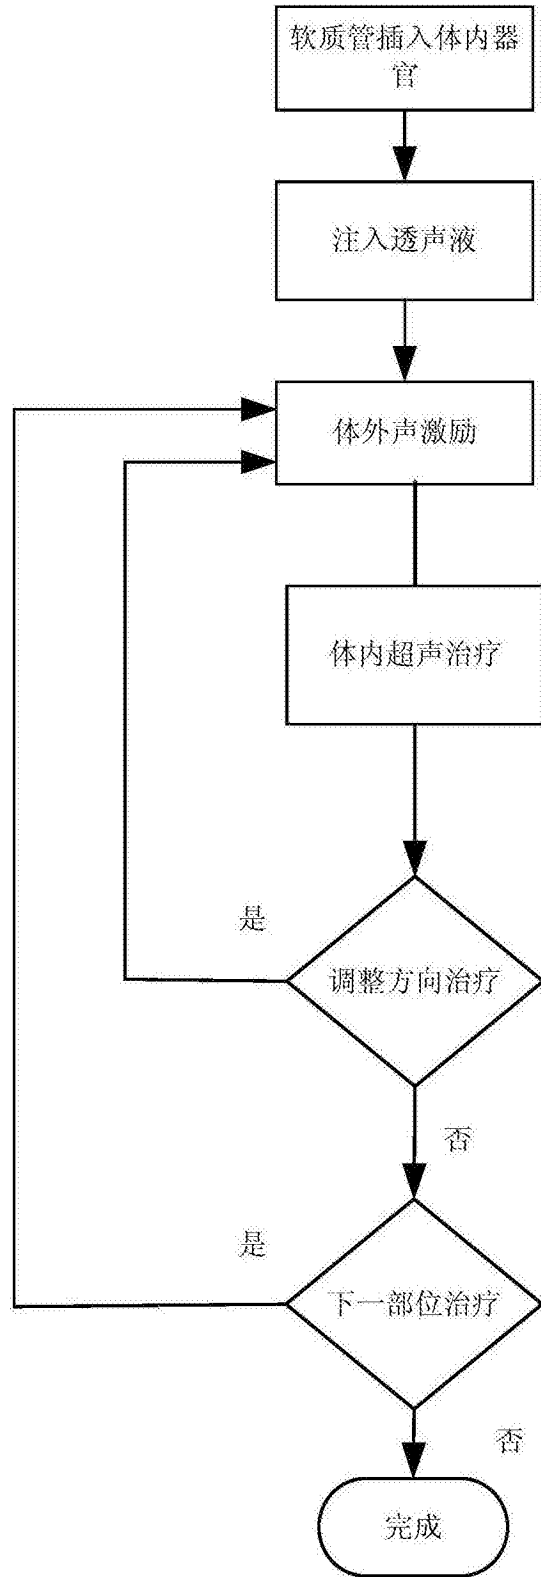 软质管插入体内器
官
注入透声液
体外声激励
体内超声治疗
是
调整方向治疗
否
是
下一部位治疗
否
完成